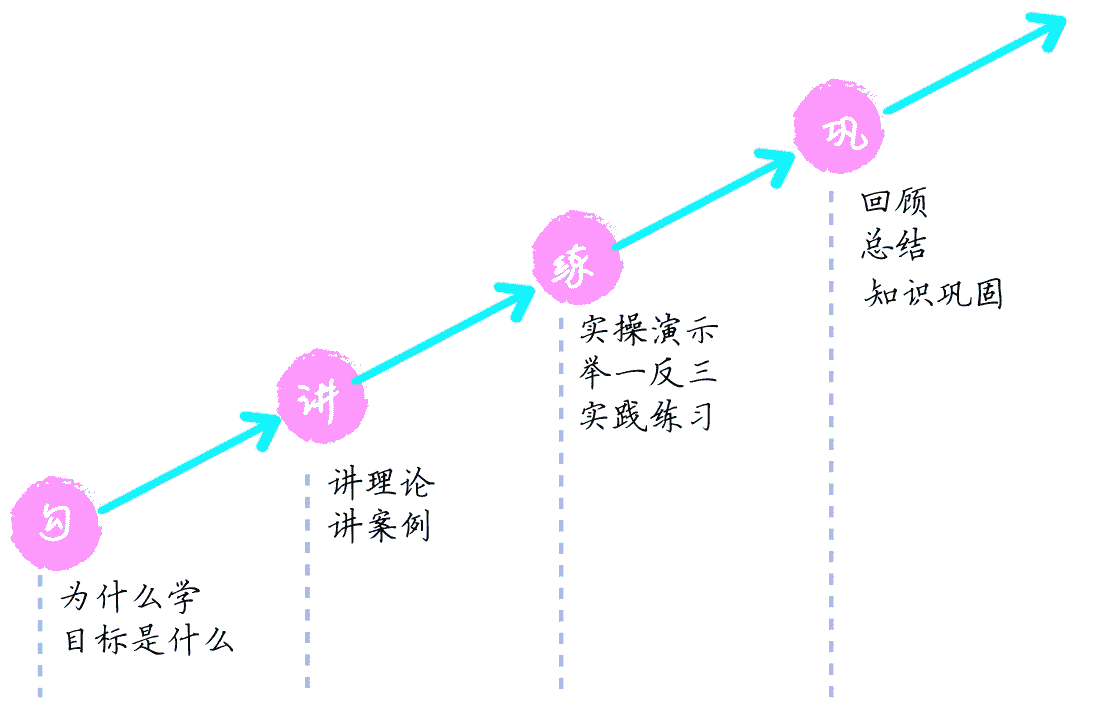 勾
为什么学
目标是什么
讲
讲理论
讲案例
练
实操演示
举一反三
实践练习
巩
回顾
总结
知识巩固